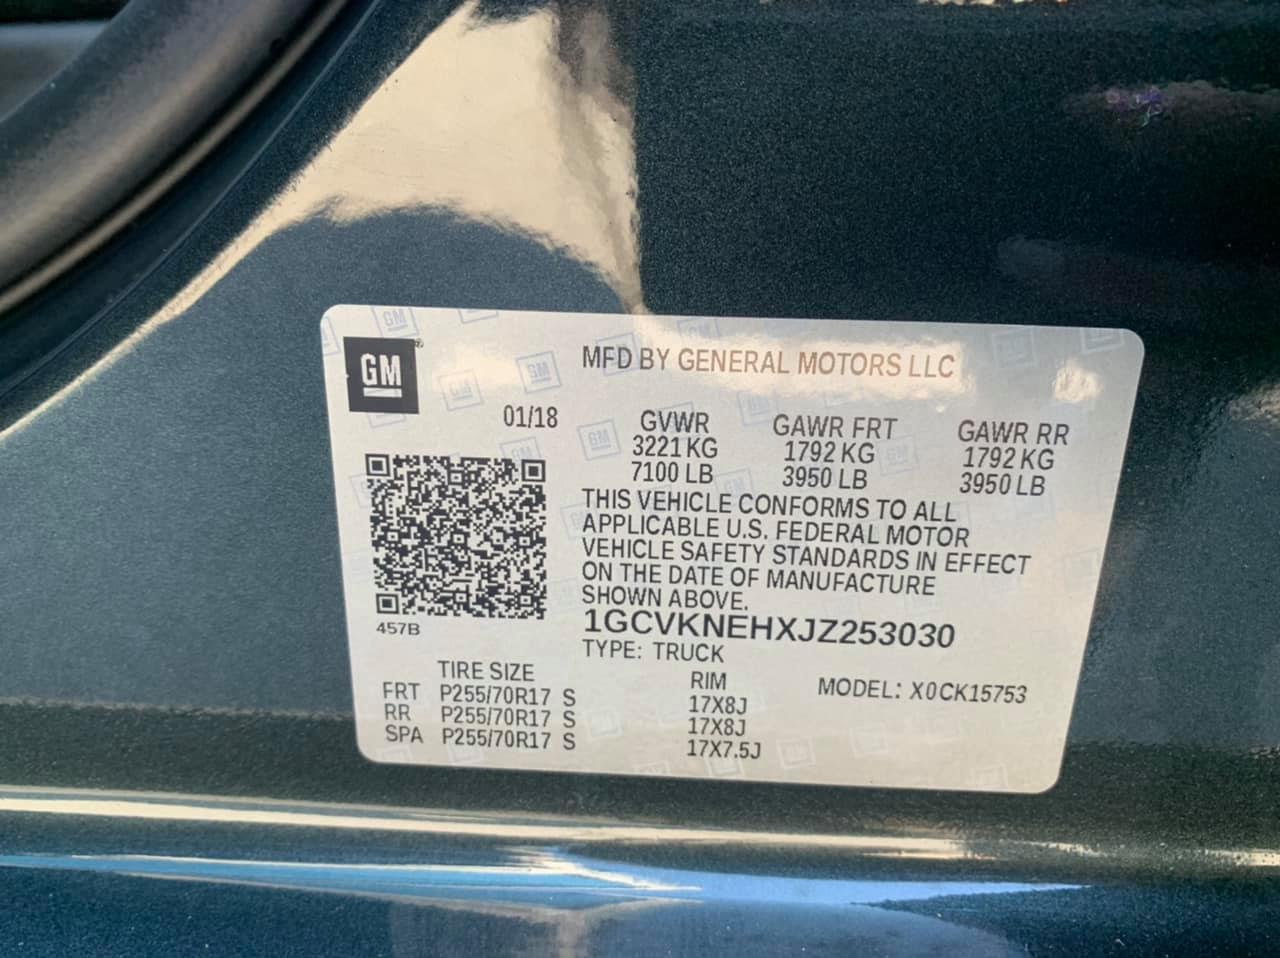 GM
MFD BY GENERAL MOTORS LLC
01/18 GVWR GAWR FRT GAWR RR
3221 KG 1792 KG 1792 KG
7100 LB 3950 LB 3950 LB
THIS VEHICLE CONFORMS TO ALL
APPLICABLE U.S. FEDERAL MOTOR
VEHICLE SAFETY STANDARDS IN EFFECT
ON THE DATE OF MANUFACTURE
SHOWN ABOVE.
457B
1GCVKNEHXJZ253030
TYPE: TRUCK
TIRE SIZE RIM MODEL: X0CK15753
FRT P255/70R17 S 17X8J
RR P255/70R17 S 17X8J
SPA P255/70R17 S 17X7.5J